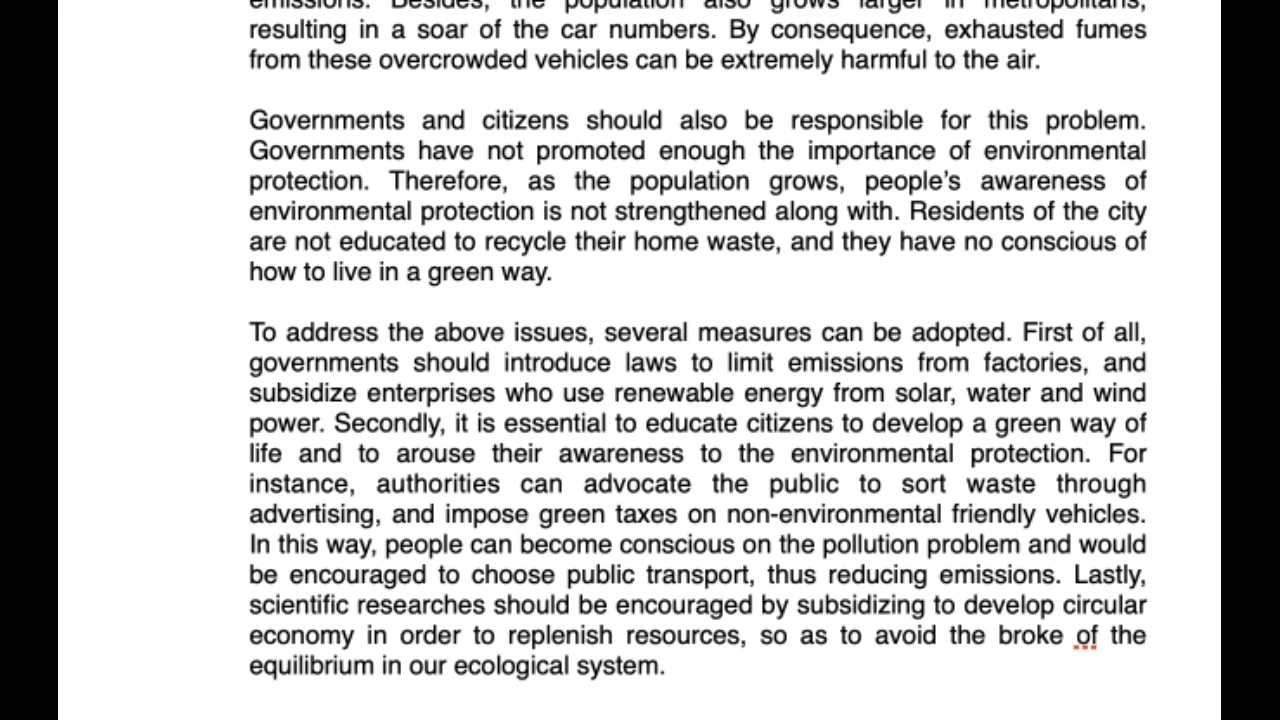 emissions. Besides, the population also grows larger in metropolitans,
resulting in a soar of the car numbers. By consequence, exhausted fumes
from these overcrowded vehicles can be extremely harmful to the air.
Governments and citizens should also be responsible for this problem.
Governments have not promoted enough the importance of environmental
protection. Therefore, as the population grows, people's awareness of
environmental protection is not strengthened along with. Residents of the city
are not educated to recycle their home waste, and they have no conscious of
how to live in a green way.
To address the above issues, several measures can be adopted. First of all,
governments should introduce laws to limit emissions from factories, and
subsidize enterprises who use renewable energy from solar, water and wind
power. Secondly, it is essential to educate citizens to develop a green way of
life and to arouse their awareness to the environmental protection. For
instance, authorities can advocate the public to sort waste through
advertising, and impose green taxes on non-environmental friendly vehicles.
In this way, people can become conscious on the pollution problem and would
be encouraged to choose public transport, thus reducing emissions. Lastly,
scientific researches should be encouraged by subsidizing to develop circular
economy in order to replenish resources, so as to avoid the broke of the
equilibrium in our ecological system.